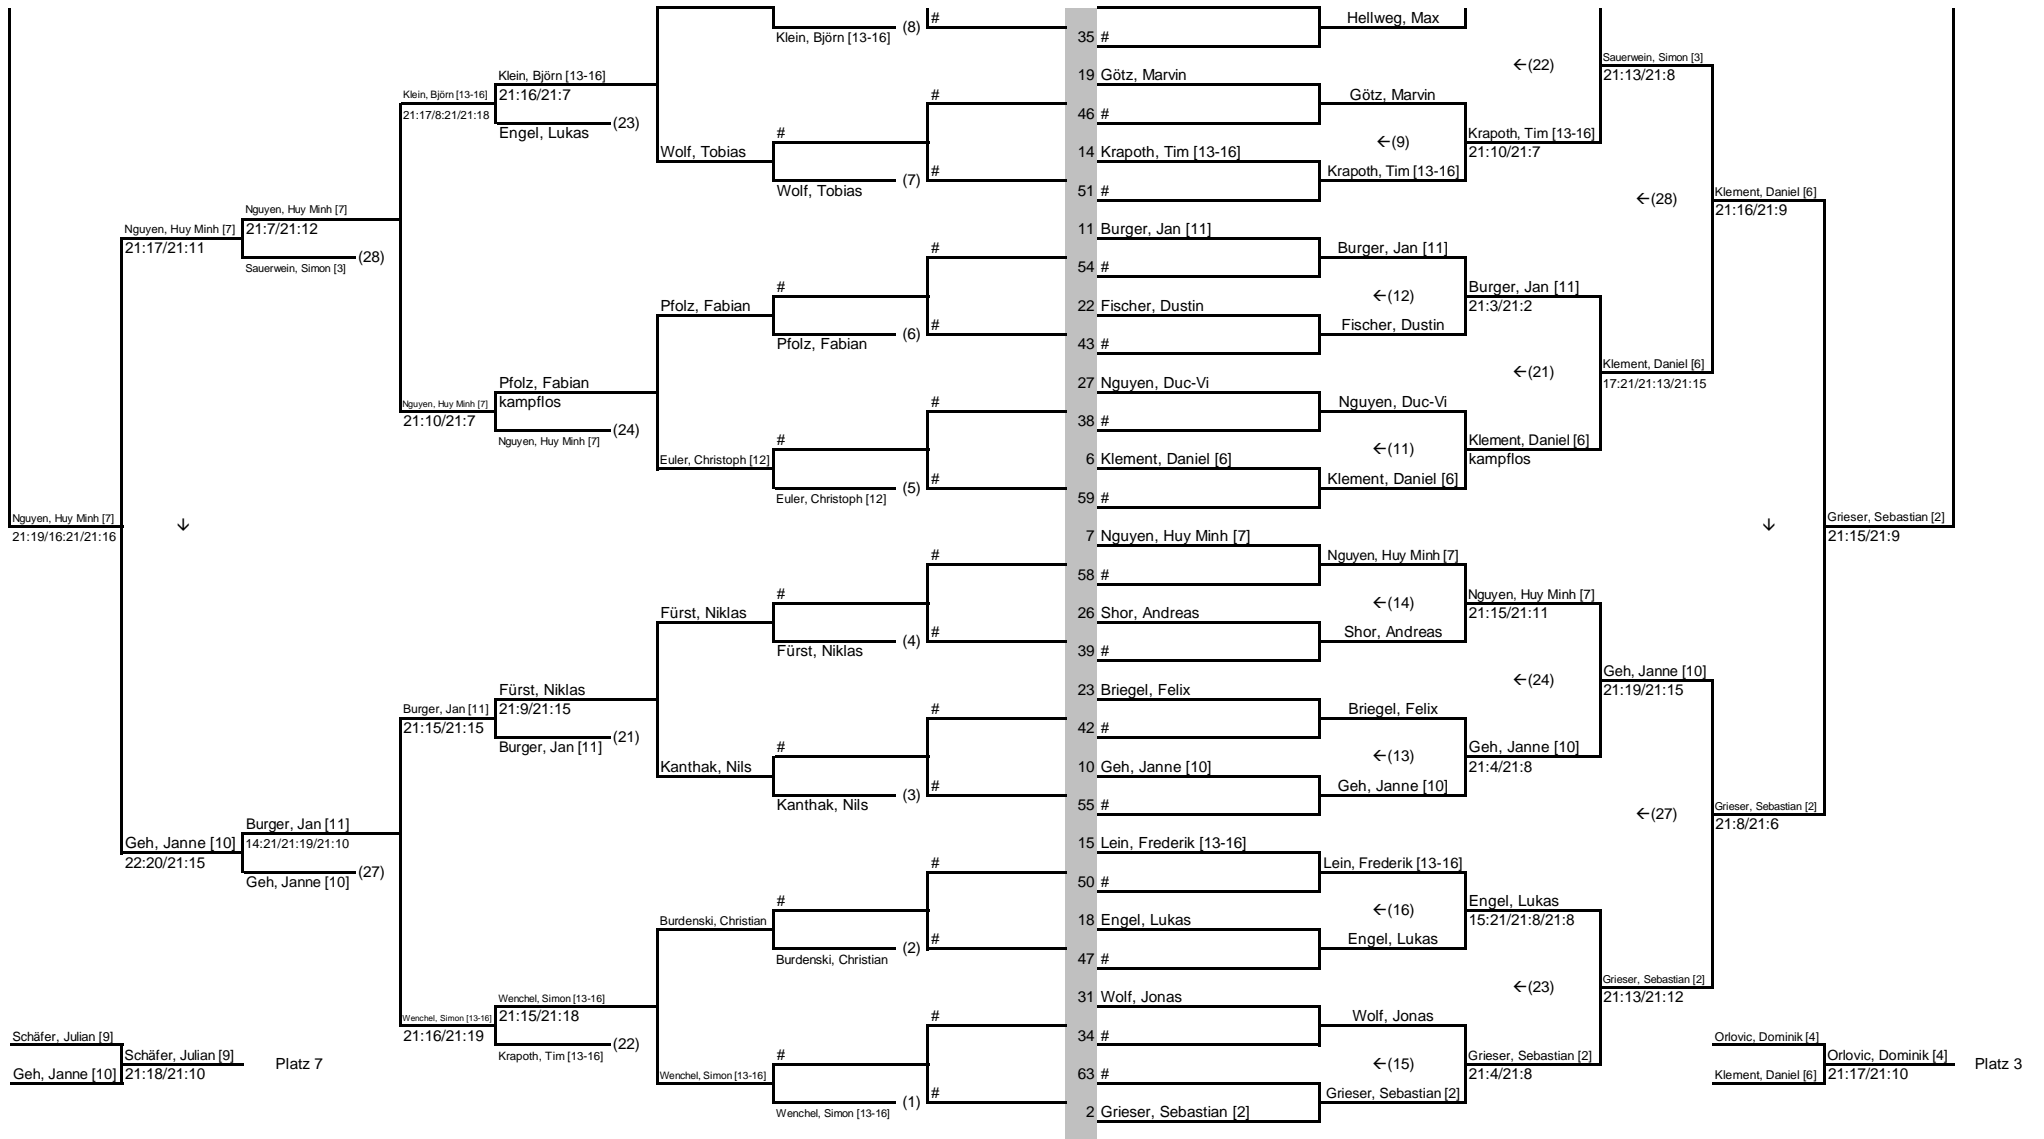 # Hellweg, Max
Klein, Björn [13-16] (8) 35 #
Sauerwein, Simon [3]
←(22)
Klein, Björn [13-16] 19 Götz, Marvin 21:13/21:8
Klein, Björn [13-16] 21:16/21:7 # Götz, Marvin
21:17/8:21/21:18 46 #
Engel, Lukas (23) # Krapoth, Tim [13-16]
←(9)
Wolf, Tobias 14 Krapoth, Tim [13-16] 21:10/21:7
# Krapoth, Tim [13-16]
Wolf, Tobias (7) 51 # Klement, Daniel [6]
←(28)
Nguyen, Huy Minh [7] 21:16/21:9
Nguyen, Huy Minh [7] 21:7/21:12 11 Burger, Jan [11]
21:17/21:11 # Burger, Jan [11]
Sauerwein, Simon [3] (28) 54 #
# Burger, Jan [11]
←(12)
Pfolz, Fabian 22 Fischer, Dustin 21:3/21:2
# Fischer, Dustin
Pfolz, Fabian (6) 43 #
Klement, Daniel [6]
←(21)
Pfolz, Fabian 27 Nguyen, Duc-Vi 17:21/21:13/21:15
Nguyen, Huy Minh [7] kampflos # Nguyen, Duc-Vi
21:10/21:7 38 #
Nguyen, Huy Minh [7] (24) # Klement, Daniel [6]
←(11)
Euler, Christoph [12] 6 Klement, Daniel [6] kampflos
# Klement, Daniel [6]
Euler, Christoph [12] (5) 59 #
Nguyen, Huy Minh [7] ↓ ↓ Grieser, Sebastian [2]
21:19/16:21/21:16 7 Nguyen, Huy Minh [7] 21:15/21:9
# Nguyen, Huy Minh [7]
58 #
# Nguyen, Huy Minh [7]
←(14)
Fürst, Niklas 26 Shor, Andreas 21:15/21:11
# Shor, Andreas
Fürst, Niklas (4) 39 #
Geh, Janne [10]
←(24)
Fürst, Niklas 23 Briegel, Felix 21:19/21:15
Burger, Jan [11] 21:9/21:15 # Briegel, Felix
21:15/21:15 42 #
Burger, Jan [11] (21) # Geh, Janne [10]
←(13)
Kanthak, Nils 10 Geh, Janne [10] 21:4/21:8
# Geh, Janne [10]
Kanthak, Nils (3) 55 # Grieser, Sebastian [2]
←(27)
Burger, Jan [11] 21:8/21:6
Geh, Janne [10] 14:21/21:19/21:10 15 Lein, Frederik [13-16]
22:20/21:15 # Lein, Frederik [13-16]
Geh, Janne [10] (27) 50 #
# Engel, Lukas
←(16)
Burdenski, Christian 18 Engel, Lukas 15:21/21:8/21:8
# Engel, Lukas
Burdenski, Christian (2) 47 #
Grieser, Sebastian [2]
←(23)
Wenchel, Simon [13-16] 31 Wolf, Jonas 21:13/21:12
Wenchel, Simon [13-16] 21:15/21:18 # Wolf, Jonas
21:16/21:19 34 #
Schäfer, Julian [9] Krapoth, Tim [13-16] (22) Orlovic, Dominik [4]
Schäfer, Julian [9] Platz 7 # ←(15) Grieser, Sebastian [2] Orlovic, Dominik [4] Platz 3
Geh, Janne [10] 21:18/21:10 Wenchel, Simon [13-16] 63 # 21:4/21:8 Klement, Daniel [6] 21:17/21:10
# Grieser, Sebastian [2]
Wenchel, Simon [13-16] (1) 2 Grieser, Sebastian [2]